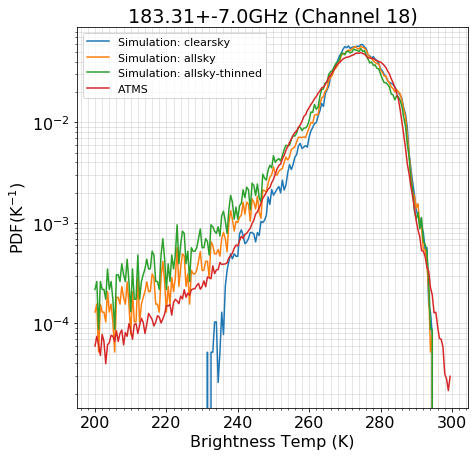 183.31+-7.0GHz (Channel 18)
Simulation: clearsky
Simulation: allsky
Simulation: allsky-thinned
ATMS
PDF(K⁻¹)
10⁻²
10⁻³
10⁻⁴
200 220 240 260 280 300
Brightness Temp (K)